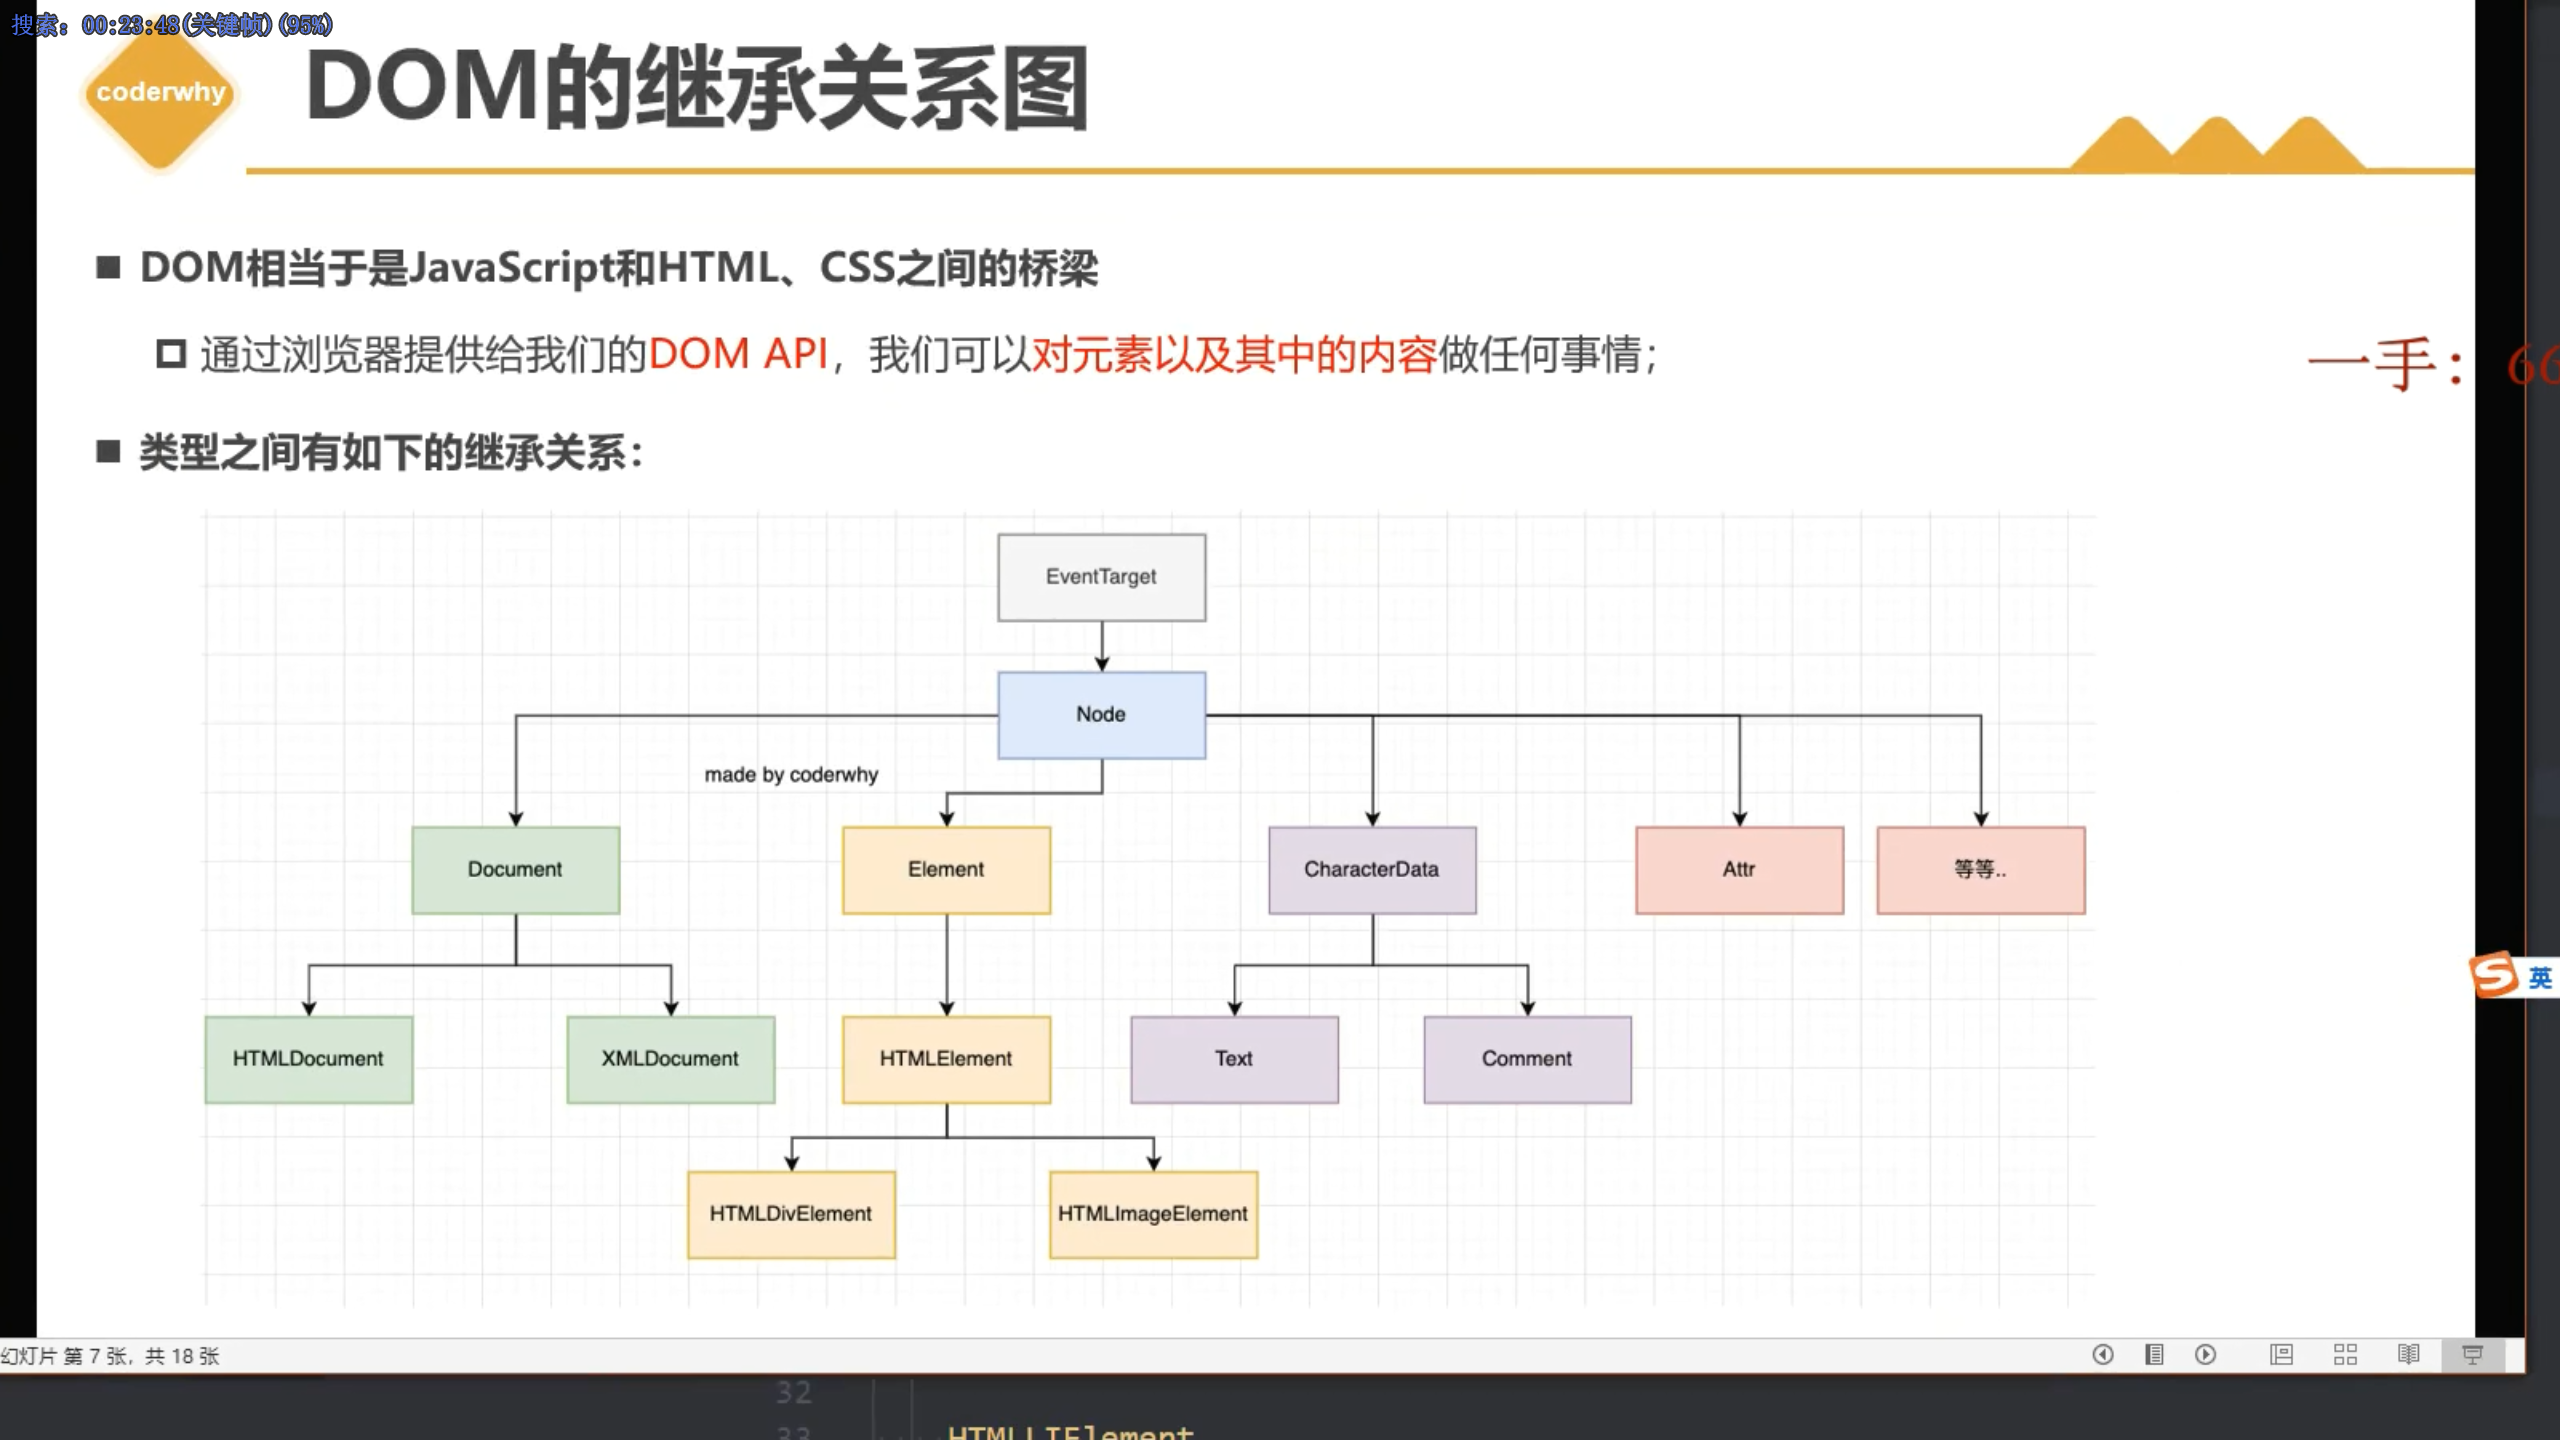 搜索: 00:23:48(关键帧)(95%)
coderwhy
DOM的继承关系图
DOM相当于是JavaScript和HTML、CSS之间的桥梁
通过浏览器提供给我们的DOM API，我们可以对元素以及其中的内容做任何事情；
一手：66
类型之间有如下的继承关系：
EventTarget
Node
made by coderwhy
Document
Element
CharacterData
Attr
等等..
英
HTMLDocument
XMLDocument
HTMLElement
Text
Comment
HTMLDivElement
HTMLImageElement
幻灯片 第 7 张，共 18 张
32
33
HTMLLIElement